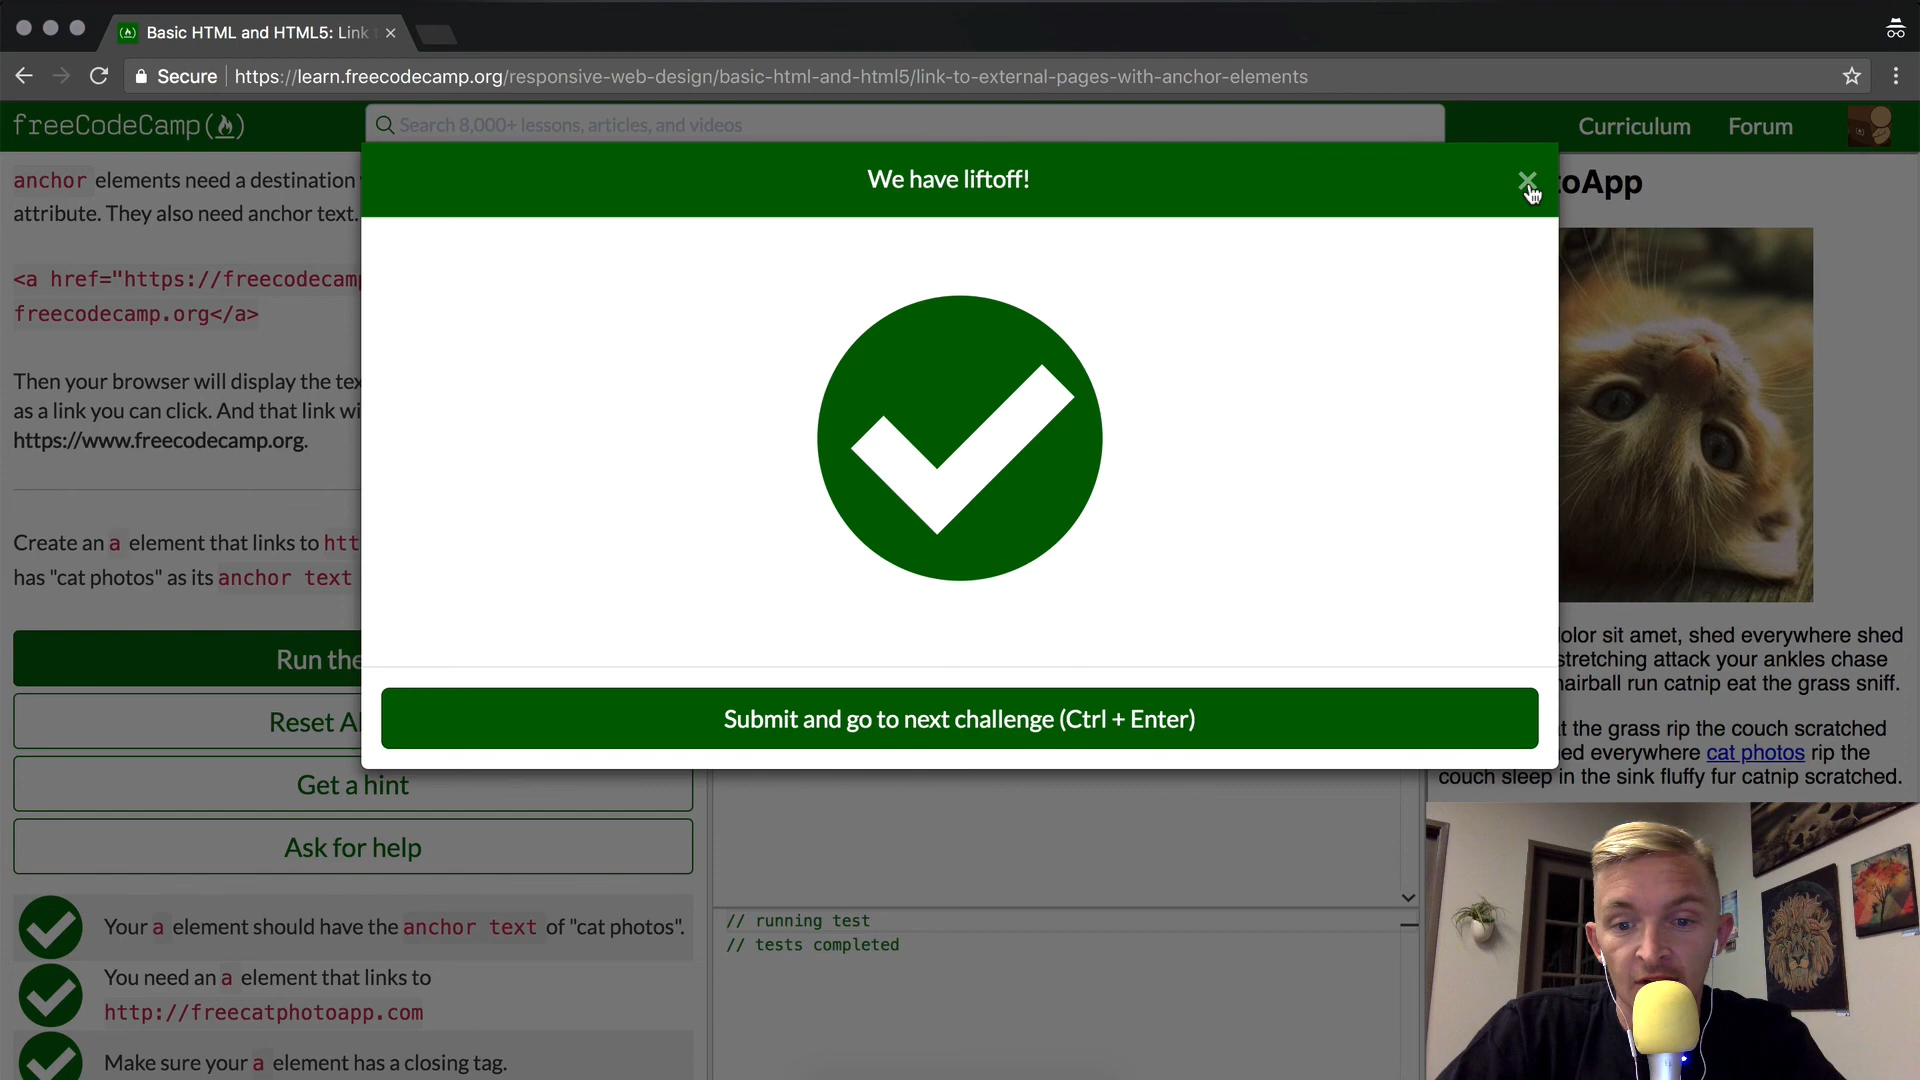 Basic HTML and HTML5: Link
Secure https://learn.freecodecamp.org/responsive-web-design/basic-html-and-html5/link-to-external-pages-with-anchor-elements
freeCodeCamp
Search 8,000+ lessons, articles, and videos
Curriculum
Forum
anchor elements need a destination
attribute. They also need anchor text.
<a href="https://freecodecamp
freecodecamp.org</a>
Then your browser will display the
as a link you can click. And that link
https://www.freecodecamp.org.
Create an a element that links to
has "cat photos" as its anchor text
Run the
Reset
Get a hint
Ask for help
Your a element should have the anchor text of "cat photos".
You need an a element that links to
http://freecatphotoapp.com
Make sure your a element has a closing tag.
We have liftoff!
×
Submit and go to next challenge (Ctrl + Enter)
// running test
// tests completed
toApp
olor sit amet, shed everywhere shed
stretching attack your ankles chase
hairball run catnip eat the grass sniff.
t the grass rip the couch scratched
ed everywhere cat photos rip the
couch sleep in the sink fluffy fur catnip scratched.